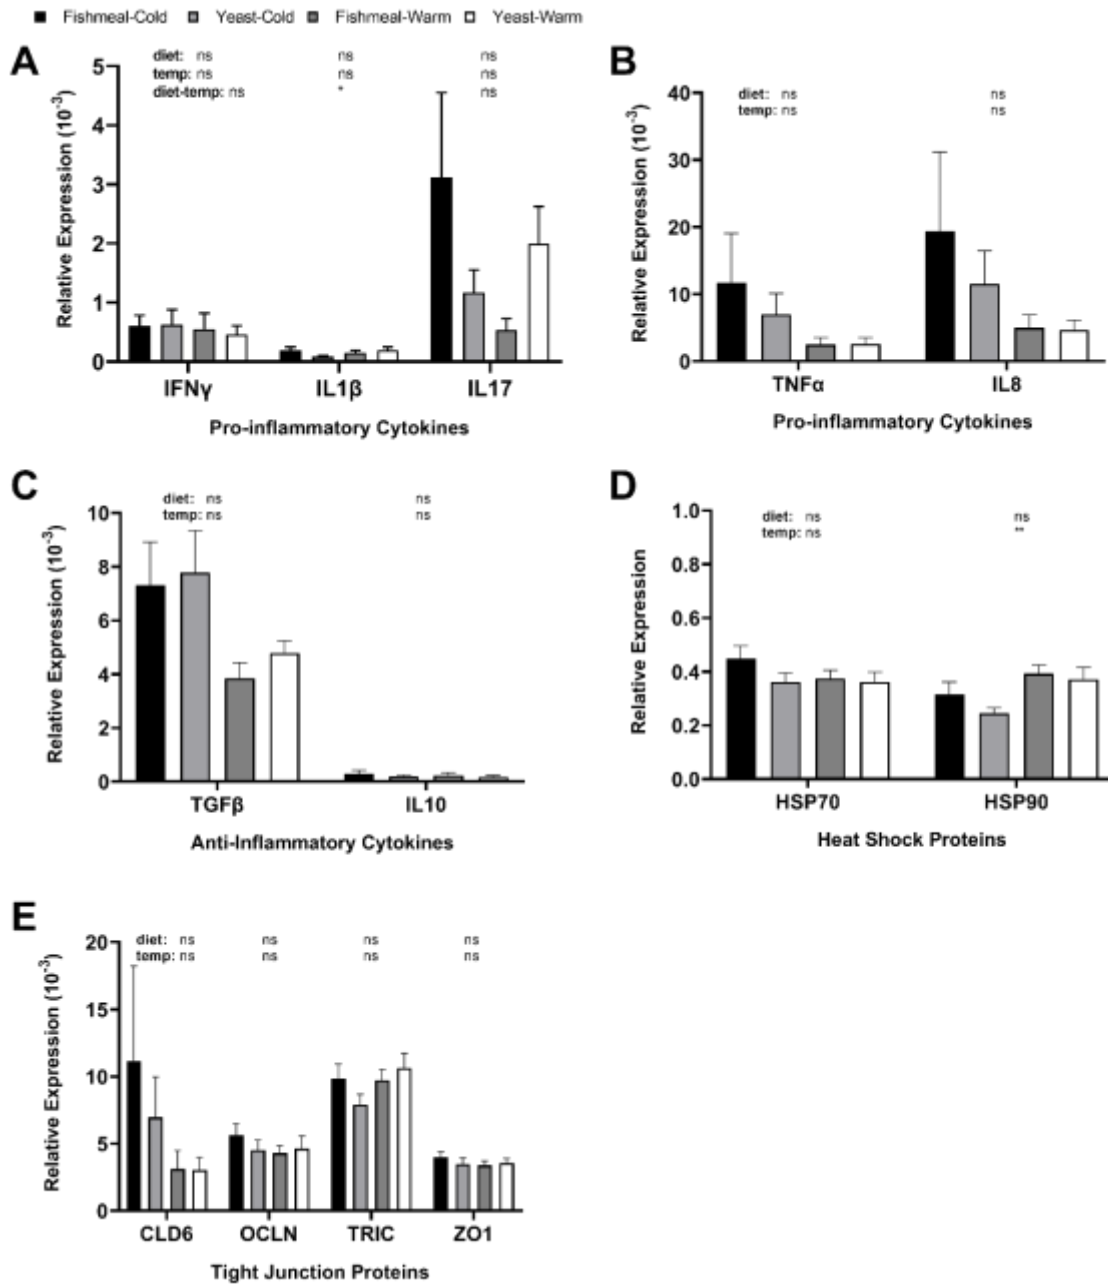 Fishmeal-Cold Yeast-Cold Fishmeal-Warm Yeast-Warm
A
diet: ns ns ns
temp: ns ns ns
diet-temp: ns * ns
Relative Expression (10⁻³)
5
4
3
2
1
0
IFNγ IL1β IL17
Pro-inflammatory Cytokines
B
diet: ns ns
temp: ns ns
Relative Expression (10⁻³)
40
30
20
10
0
TNFα IL8
Pro-inflammatory Cytokines
C
diet: ns ns
temp: ns ns
Relative Expression (10⁻³)
10
8
6
4
2
0
TGFβ IL10
Anti-Inflammatory Cytokines
D
diet: ns ns
temp: ns **
Relative Expression
1.0
0.8
0.6
0.4
0.2
0.0
HSP70 HSP90
Heat Shock Proteins
E
diet: ns ns ns ns
temp: ns ns ns ns
Relative Expression (10⁻³)
20
15
10
5
0
CLD6 OCLN TRIC ZO1
Tight Junction Proteins